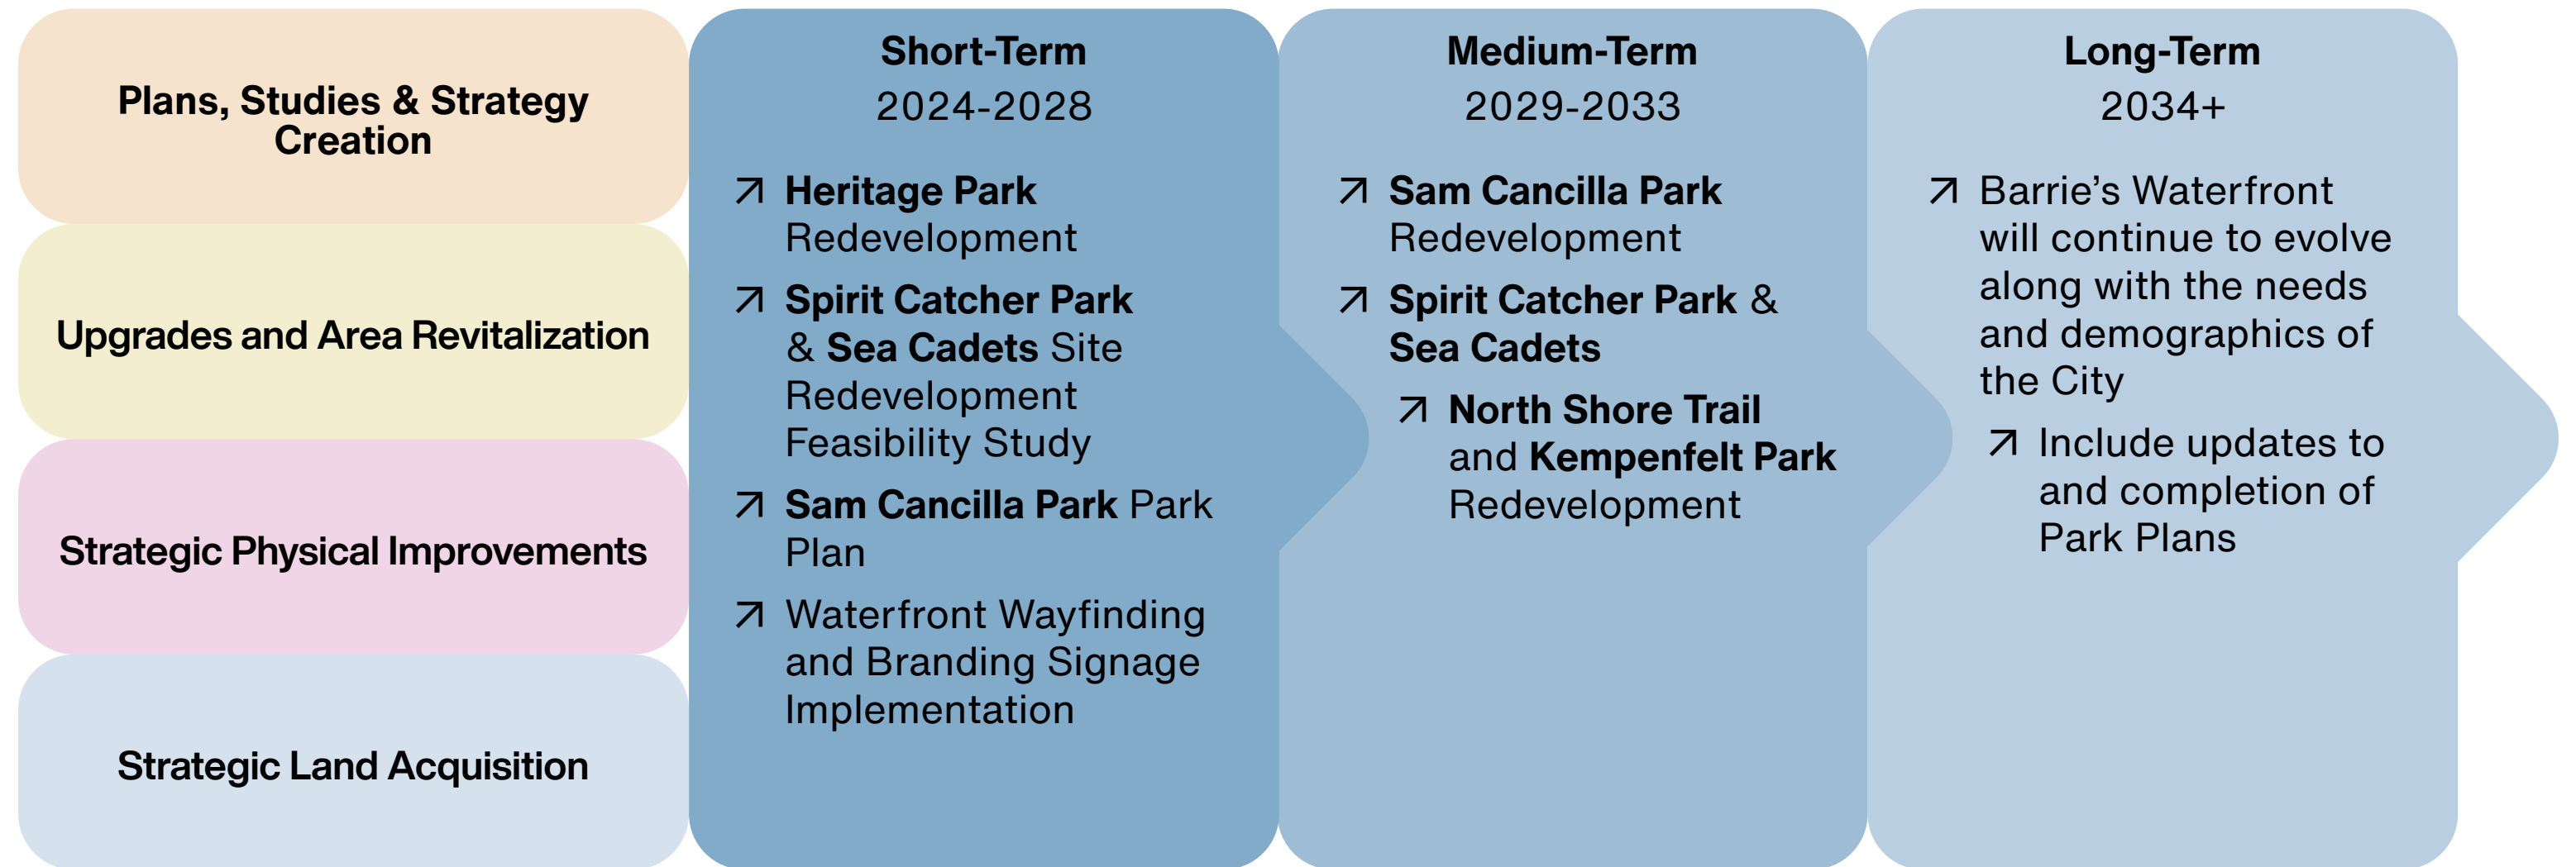 Plans, Studies & Strategy
Creation
Upgrades and Area Revitalization
Strategic Physical Improvements
Strategic Land Acquisition
Short-Term
2024-2028
Heritage Park
Redevelopment
Spirit Catcher Park
& Sea Cadets Site
Redevelopment
Feasibility Study
Sam Cancilla Park Park
Plan
Waterfront Wayfinding
and Branding Signage
Implementation
Medium-Term
2029-2033
Sam Cancilla Park
Redevelopment
Spirit Catcher Park &
Sea Cadets
North Shore Trail
and Kempenfelt Park
Redevelopment
Long-Term
2034+
Barrie’s Waterfront
will continue to evolve
along with the needs
and demographics of
the City
Include updates to
and completion of
Park Plans